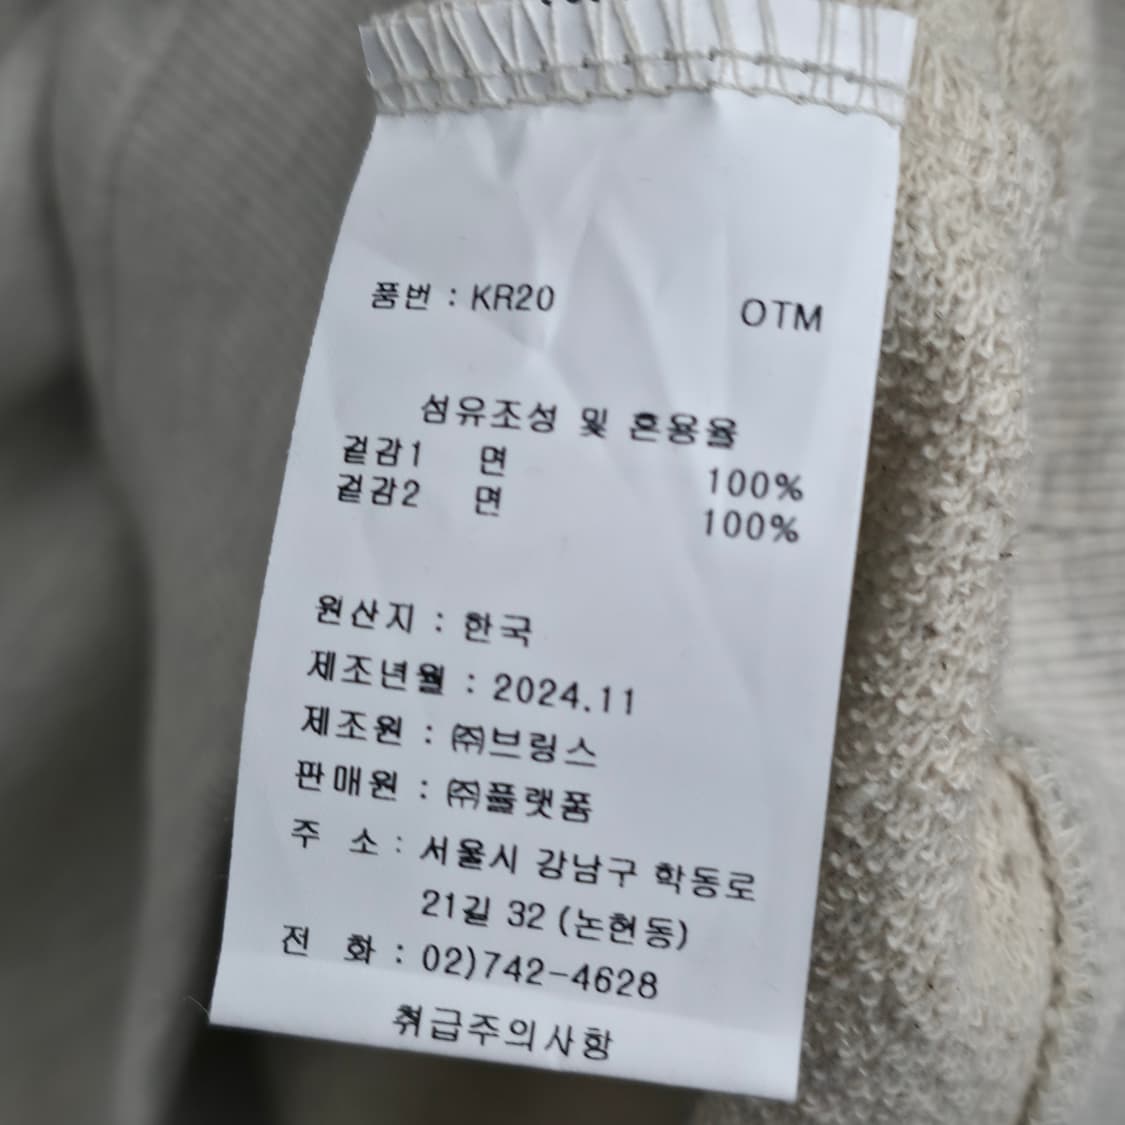 품번 : KR20 OTM
섬유조성 및 혼용율
겉감1 면 100%
겉감2 면 100%
원산지 : 한국
제조년월 : 2024.11
제조원 : ㈜브링스
판매원 : ㈜플랫폼
주 소 : 서울시 강남구 학동로
21길 32 (논현동)
전 화 : 02)742-4628
취급주의사항